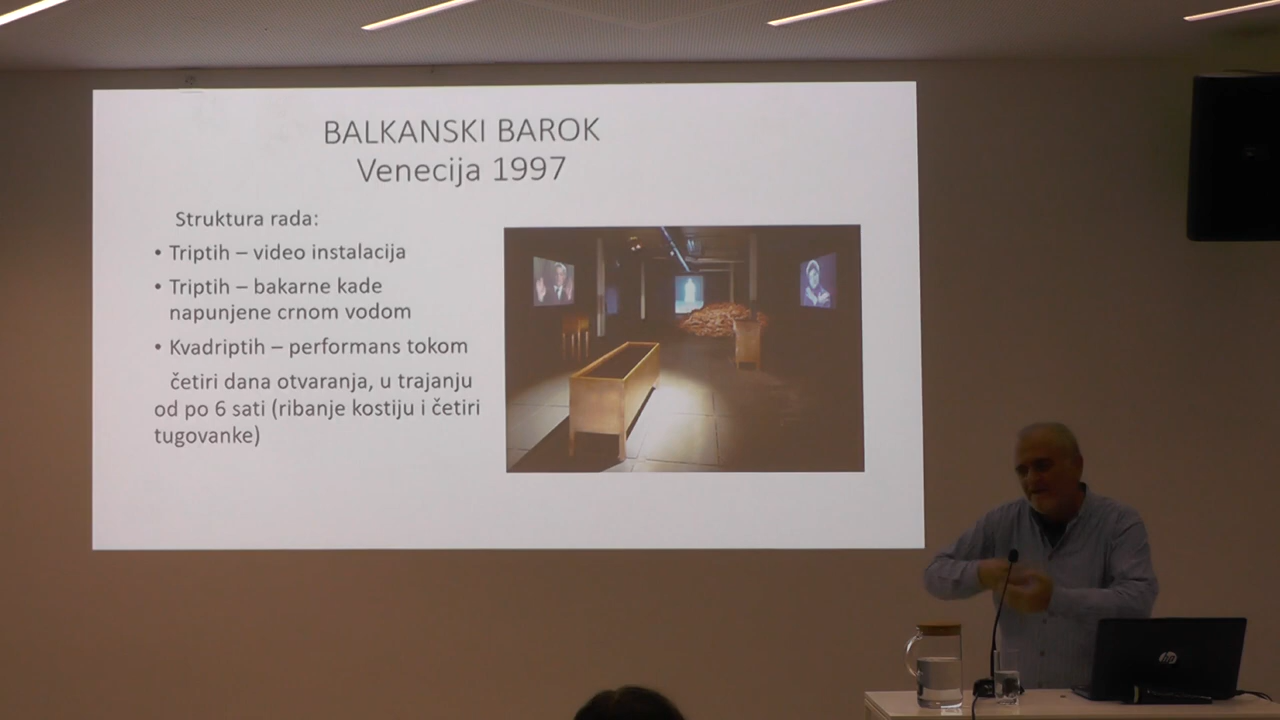 BALKANSKI BAROK
Venecija 1997
Struktura rada:
• Triptih – video instalacija
• Triptih – bakarne kade
napunjene crnom vodom
• Kvadriptih – performans tokom
četiri dana otvaranja, u trajanju
od po 6 sati (ribanje kostiju i četiri
tugovanke)
hp